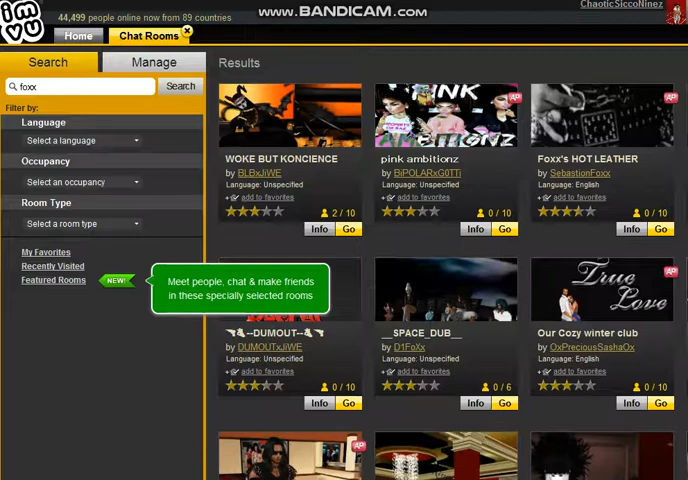 imvu
44,499 people online now from 89 countries
WWW.BANDICAM.COM
ChaoticSiccoNinez
Home
Chat Rooms
Search
Manage
Results
foxx
Search
Filter by:
Language
Select a language
Occupancy
Select an occupancy
Room Type
Select a room type
My Favorites
Recently Visited
Featured Rooms
NEW!
Meet people, chat & make friends
in these specially selected rooms
WOKE BUT KONCIENCE
by BLBxJiWE
Language: Unspecified
add to favorites
2 / 10
Info
Go
PINK
AP
pink ambitionz
by BiPOLARxG0TTi
Language: Unspecified
add to favorites
0 / 10
Info
Go
AP
Foxx's HOT LEATHER
by SebastionFoxx
Language: English
add to favorites
0 / 10
Info
Go
--DUMOUT--
by DUMOUTxJiWE
Language: Unspecified
add to favorites
0 / 10
Info
Go
__SPACE_DUB__
by D1FoXx
Language: Unspecified
add to favorites
0 / 6
Info
Go
True
Love
AP
Our Cozy winter club
by OxPreciousSashaOx
Language: English
add to favorites
0 / 10
Info
Go
AP